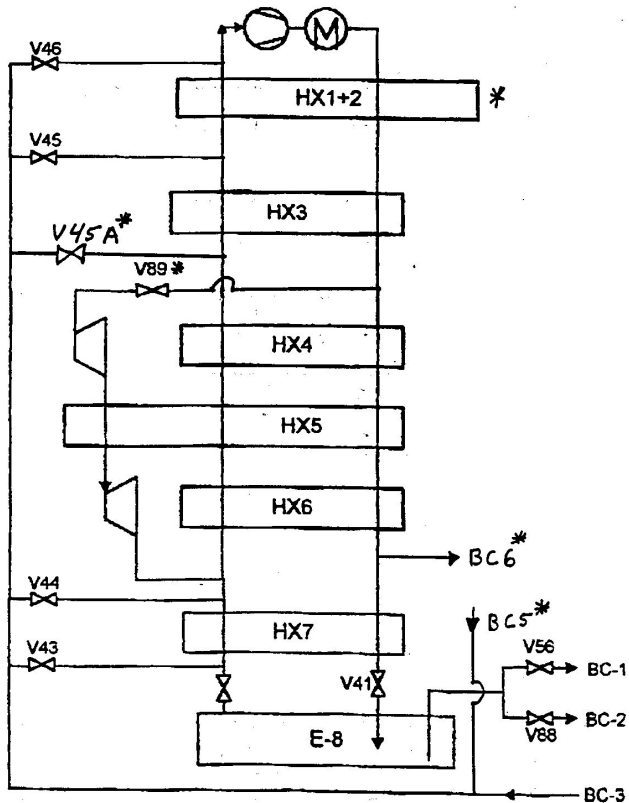 V46
M
HX1+2 *
V45
HX3
V45A*
V89*
HX4
HX5
HX6
BC6*
V44
BC5*
HX7
V43
V56
BC-1
V41
E-8
BC-2
V88
BC-3